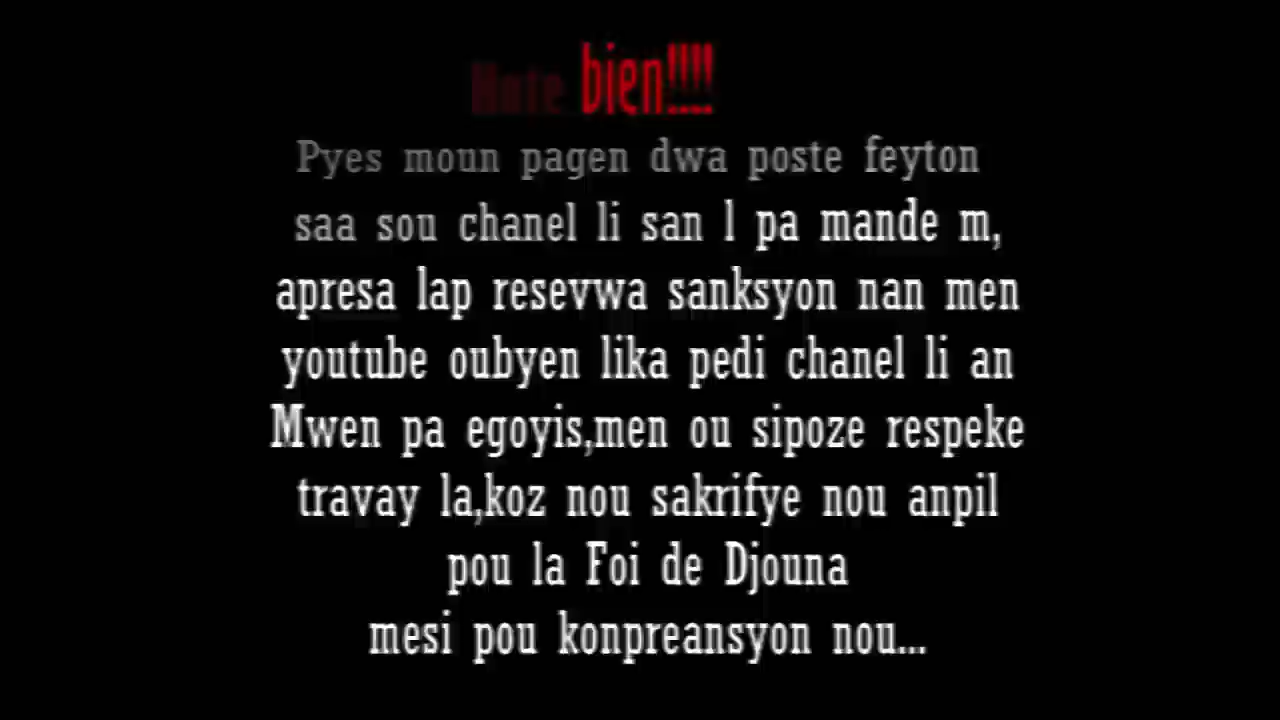 Note bien!!!!
Pyes moun pagen dwa poste feyton
saa sou chanel li san l pa mande m,
apresa lap resevwa sanksyon nan men
youtube oubyen lika pedi chanel li an
Mwen pa egoyis,men ou sipoze respeke
travay la,koz nou sakrifye nou anpil
pou la Foi de Djouna
mesi pou konpreansyon nou...